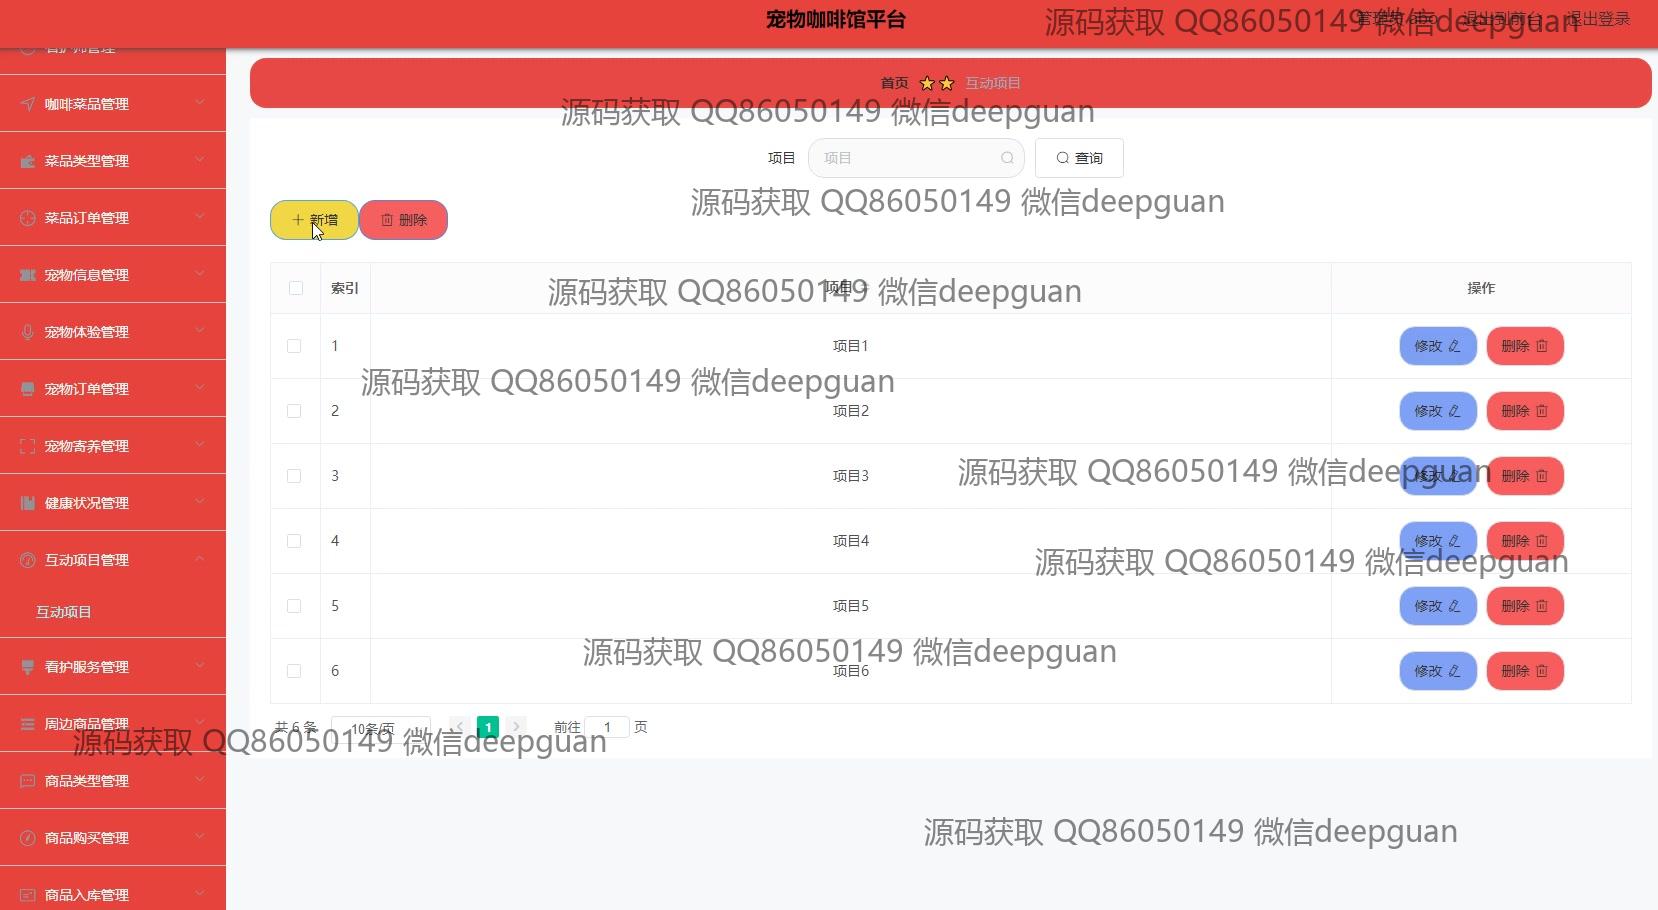 宠物咖啡馆平台
退出到前台
退出登录
源码获取 QQ86050149 微信deepguan
看护师管理
首页
互动项目
咖啡菜品管理
源码获取 QQ86050149 微信deepguan
项目
项目
查询
菜品类型管理
源码获取 QQ86050149 微信deepguan
菜品订单管理
新增
删除
宠物信息管理
索引
项目
操作
源码获取 QQ86050149 微信deepguan
宠物体验管理
1
项目1
修改
删除
宠物订单管理
源码获取 QQ86050149 微信deepguan
2
项目2
修改
删除
宠物寄养管理
源码获取 QQ86050149 微信deepguan
3
项目3
修改
删除
健康状况管理
4
项目4
修改
删除
互动项目管理
源码获取 QQ86050149 微信deepguan
互动项目
5
项目5
修改
删除
看护服务管理
源码获取 QQ86050149 微信deepguan
6
项目6
修改
删除
周边商品管理
共 6 条
10条/页
1
前往
1
页
源码获取 QQ86050149 微信deepguan
商品类型管理
商品购买管理
源码获取 QQ86050149 微信deepguan
商品入库管理